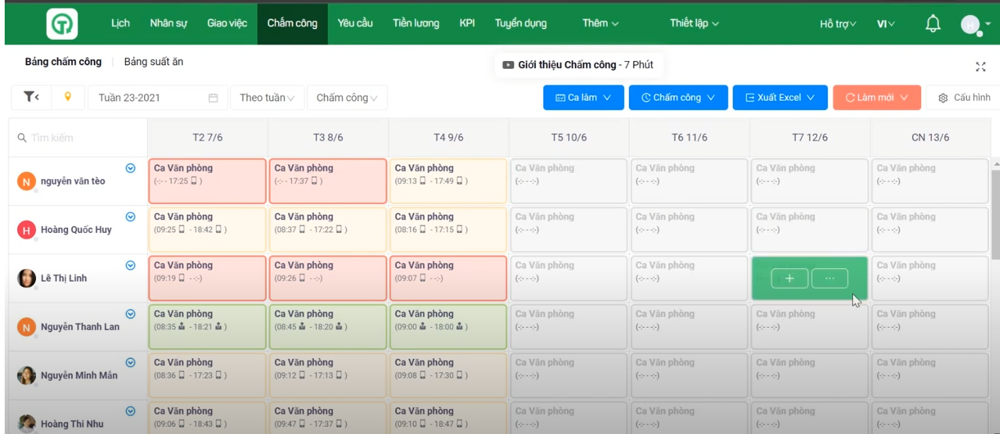 Lịch Nhân sự Giao việc Chấm công Yêu cầu Tiền lương KPI Tuyển dụng Thêm Thiết lập Hỗ trợ VI H
Bảng chấm công Bảng suất ăn
Giới thiệu Chấm công - 7 Phút
Tuần 23-2021 Theo tuần Chấm công Ca làm Chấm công Xuất Excel Làm mới Cấu hình
Tìm kiếm T2 7/6 T3 8/6 T4 9/6 T5 10/6 T6 11/6 T7 12/6 CN 13/6
Ca Văn phòng Ca Văn phòng Ca Văn phòng Ca Văn phòng Ca Văn phòng Ca Văn phòng Ca Văn phòng
N nguyễn văn tèo (-:- - 17:25 ) (-:- - 17:37 ) (09:13 - 17:49 ) (-:- - -:-) (-:- - -:-) (-:- - -:-) (-:- - -:-)
Ca Văn phòng Ca Văn phòng Ca Văn phòng Ca Văn phòng Ca Văn phòng Ca Văn phòng Ca Văn phòng
H Hoàng Quốc Huy (09:25 - 18:42 ) (08:37 - 17:22 ) (08:16 - 17:15 ) (-:- - -:-) (-:- - -:-) (-:- - -:-) (-:- - -:-)
Ca Văn phòng Ca Văn phòng Ca Văn phòng Ca Văn phòng Ca Văn phòng Ca Văn phòng
Lê Thị Linh (09:19 - -:-) (09:26 - -:-) (09:07 - -:-) (-:- - -:-) (-:- - -:-) + ... (-:- - -:-)
Ca Văn phòng Ca Văn phòng Ca Văn phòng Ca Văn phòng Ca Văn phòng Ca Văn phòng Ca Văn phòng
N Nguyễn Thanh Lan (08:35 - 18:21 ) (08:45 - 18:20 ) (09:00 - 18:00 ) (-:- - -:-) (-:- - -:-) (-:- - -:-) (-:- - -:-)
Ca Văn phòng Ca Văn phòng Ca Văn phòng Ca Văn phòng Ca Văn phòng Ca Văn phòng Ca Văn phòng
Nguyễn Minh Mẫn (08:36 - 17:23 ) (09:12 - 17:13 ) (09:08 - 17:30 ) (-:- - -:-) (-:- - -:-) (-:- - -:-) (-:- - -:-)
Ca Văn phòng Ca Văn phòng Ca Văn phòng Ca Văn phòng Ca Văn phòng Ca Văn phòng Ca Văn phòng
Hoàng Thi Nhu (09:06 - 18:43 ) (09:47 - 17:37 ) (09:10 - 18:47 ) (-:- - -:-) (-:- - -:-) (-:- - -:-) (-:- - -:-)